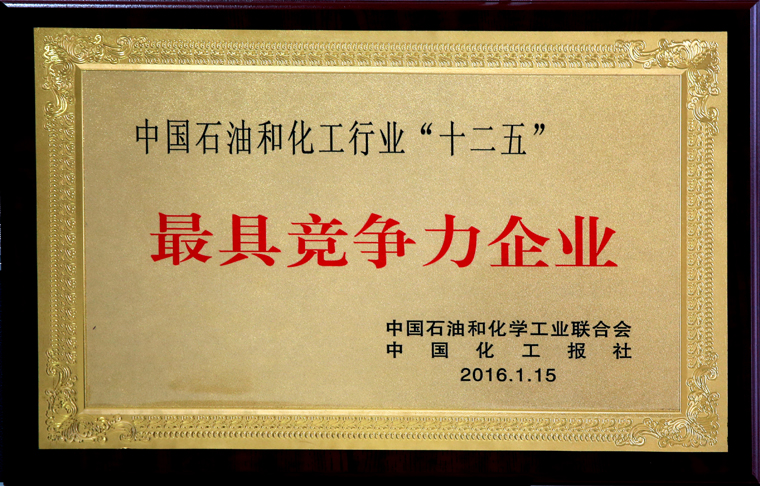 中国石油和化工行业“十二五”
最具竞争力企业
中国石油和化学工业联合会
中国化工报社
2016.1.15